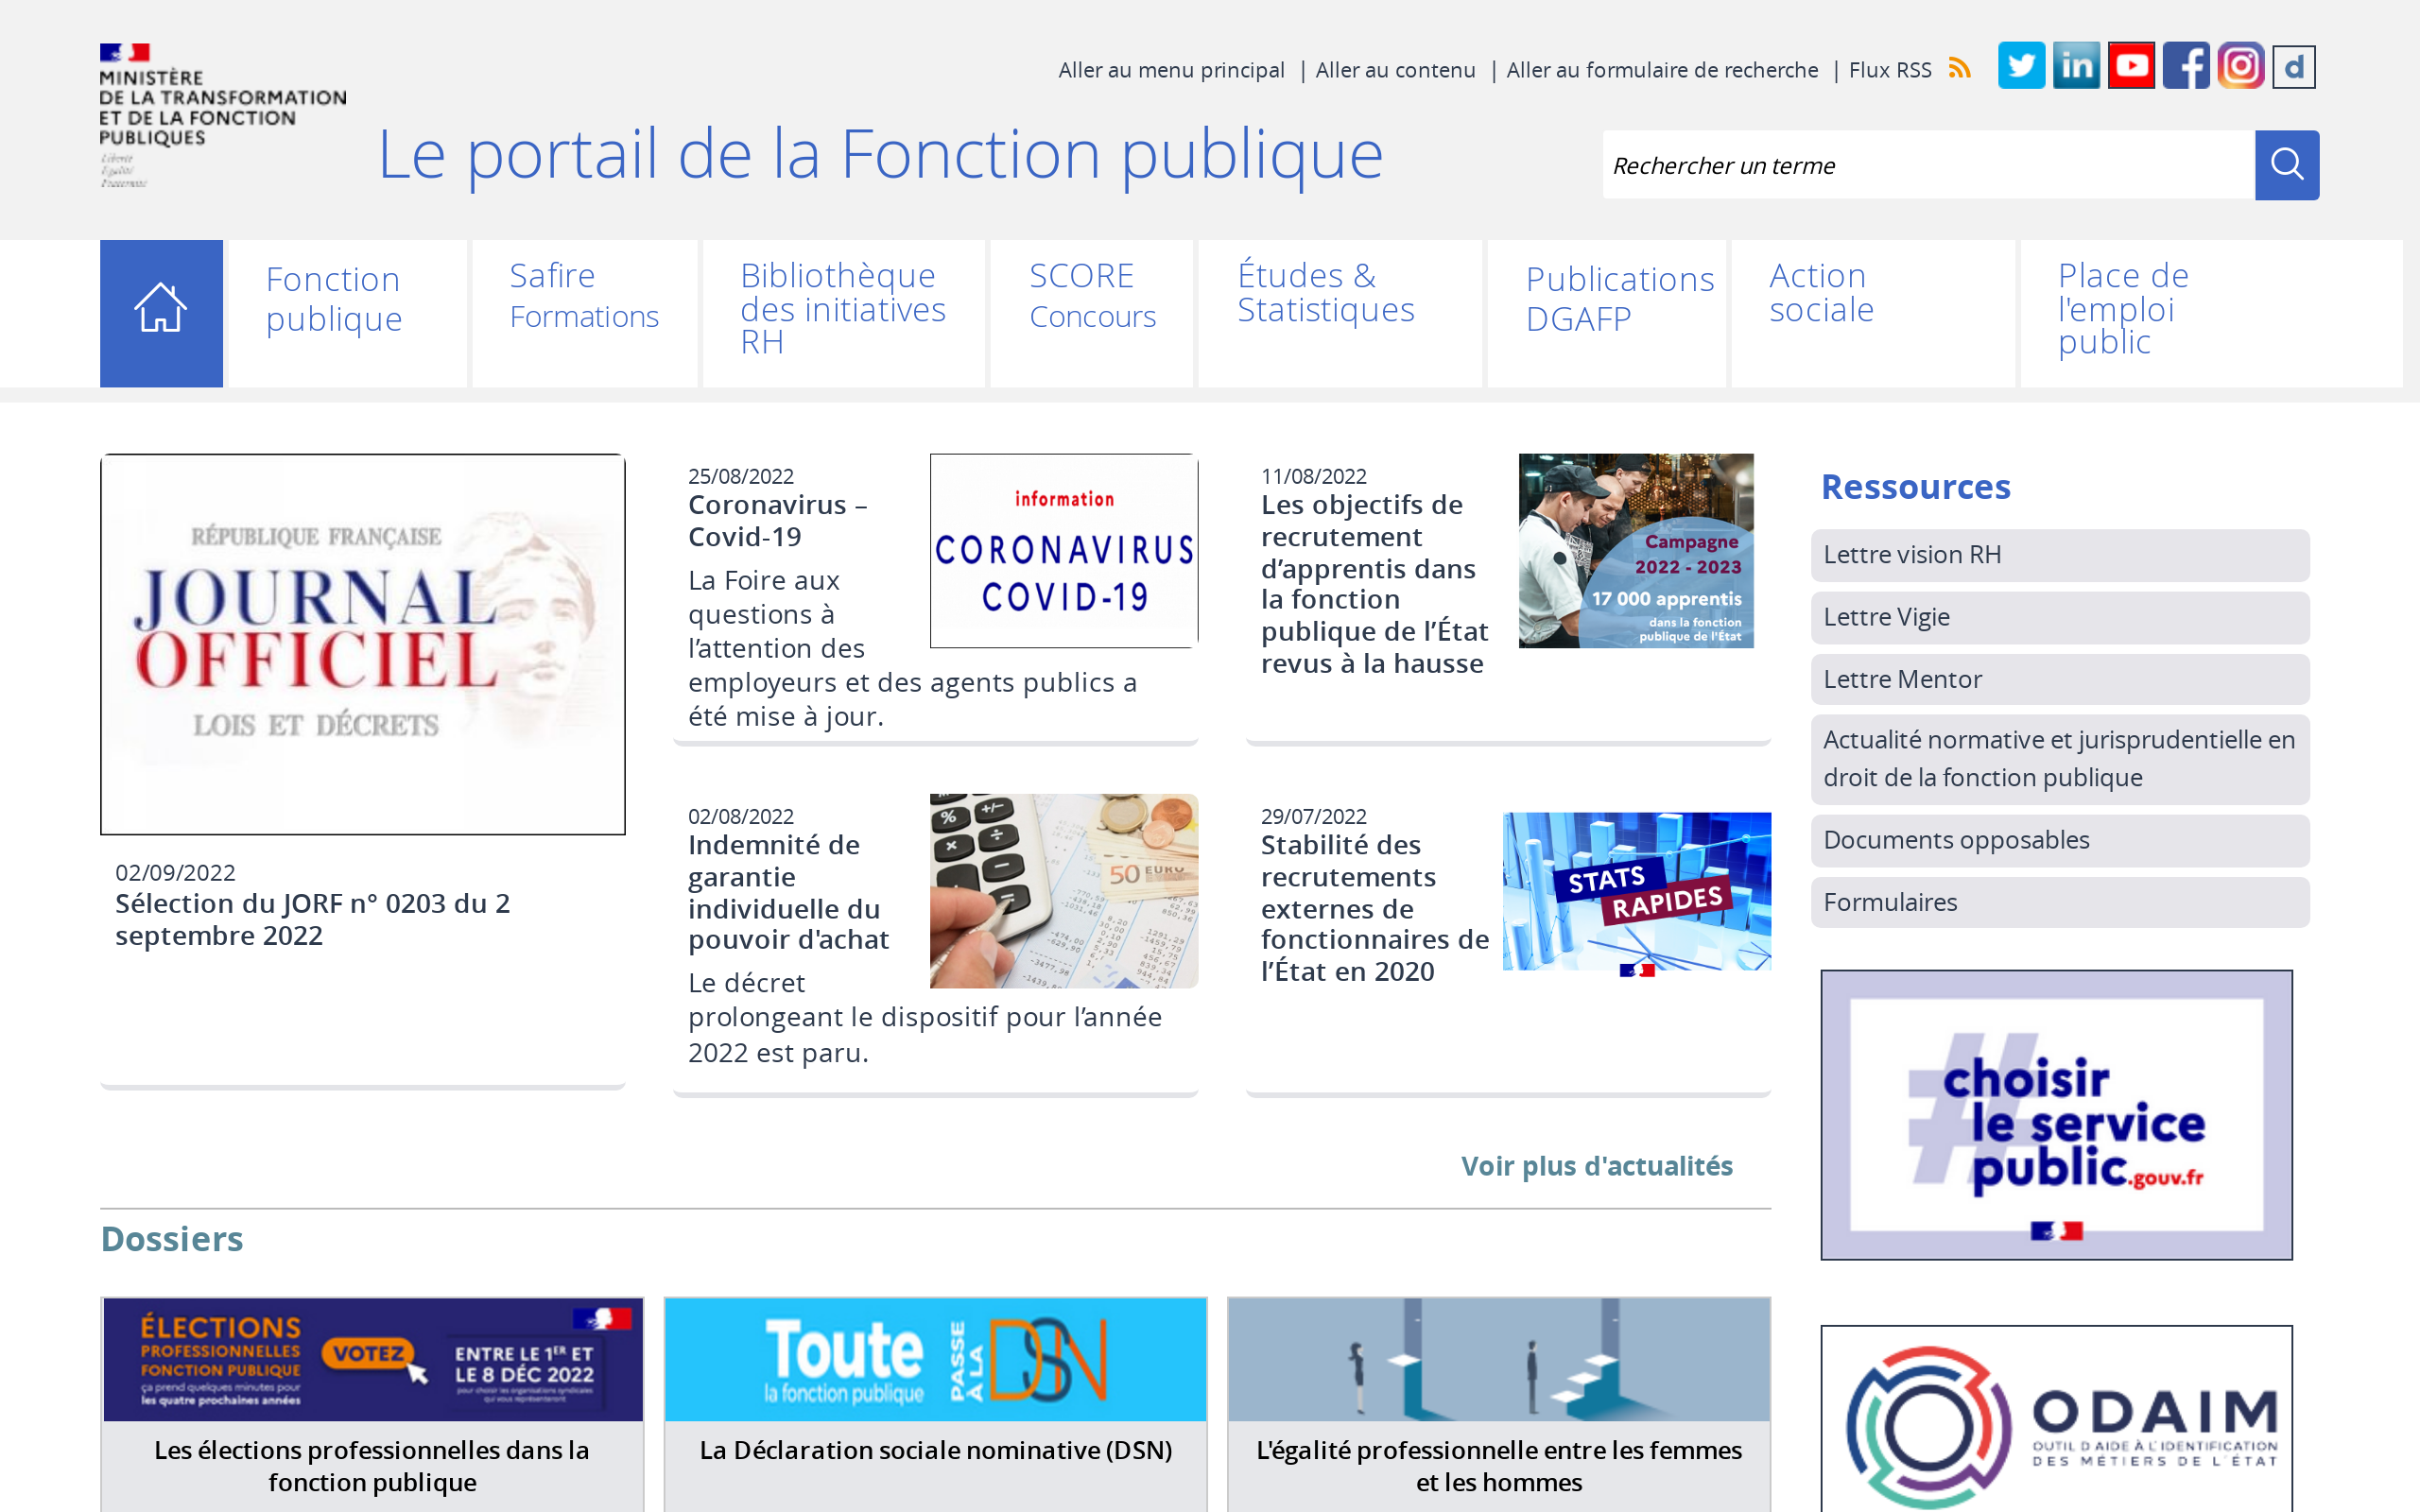 MINISTÈRE
DE LA TRANSFORMATION
ET DE LA FONCTION
PUBLIQUES
Liberté
Égalité
Fraternité
Aller au menu principal | Aller au contenu | Aller au formulaire de recherche | Flux RSS
Le portail de la Fonction publique
Rechercher un terme
Fonction
publique
Safire
Formations
Bibliothèque
des initiatives
RH
SCORE
Concours
Études &
Statistiques
Publications
DGAFP
Action
sociale
Place de
l'emploi
public
RÉPUBLIQUE FRANÇAISE
JOURNAL
OFFICIEL
LOIS ET DÉCRETS
02/09/2022
Sélection du JORF n° 0203 du 2
septembre 2022
25/08/2022
Coronavirus –
Covid-19
La Foire aux
questions à
l’attention des
employeurs et des agents publics a
été mise à jour.
information
CORONAVIRUS
COVID-19
11/08/2022
Les objectifs de
recrutement
d’apprentis dans
la fonction
publique de l’État
revus à la hausse
Campagne
2022 - 2023
17 000 apprentis
dans la fonction
publique de l'État
02/08/2022
Indemnité de
garantie
individuelle du
pouvoir d'achat
Le décret
prolongeant le dispositif pour l’année
2022 est paru.
50 EURO
29/07/2022
Stabilité des
recrutements
externes de
fonctionnaires de
l’État en 2020
STATS
RAPIDES
Voir plus d'actualités
Ressources
Lettre vision RH
Lettre Vigie
Lettre Mentor
Actualité normative et jurisprudentielle en
droit de la fonction publique
Documents opposables
Formulaires
#choisir
le service
public.gouv.fr
ODAIM
OUTIL D'AIDE À L'IDENTIFICATION
DES MÉTIERS DE L'ÉTAT
Dossiers
ÉLECTIONS
PROFESSIONNELLES
FONCTION PUBLIQUE
ça prend quelques minutes pour
les quatre prochaines années
VOTEZ
ENTRE LE 1ER ET
LE 8 DÉC 2022
pour choisir les organisations syndicales
qui vous représenteront
Les élections professionnelles dans la
fonction publique
Toute
la fonction publique
PASSE
À LA
DSN
La Déclaration sociale nominative (DSN)
L'égalité professionnelle entre les femmes
et les hommes